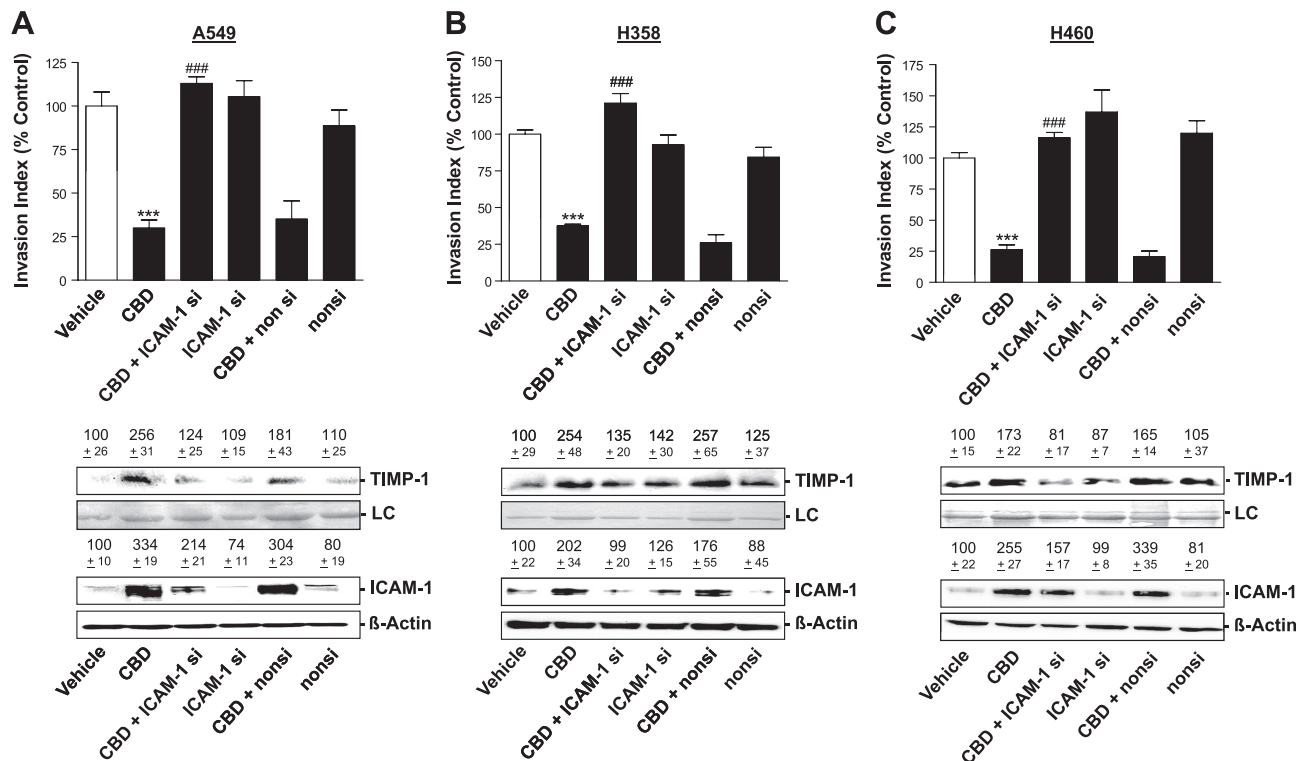 A
A549
Invasion Index (% Control)
125
100
75
50
25
0
###
***
Vehicle
CBD
CBD + ICAM-1 si
ICAM-1 si
CBD + non si
nonsi
100 256 124 109 181 110
± 26 ± 31 ± 25 ± 15 ± 43 ± 25
TIMP-1
LC
100 334 214 74 304 80
± 10 ± 19 ± 21 ± 11 ± 23 ± 19
ICAM-1
ß-Actin
Vehicle
CBD
CBD + ICAM-1 si
ICAM-1 si
CBD + nonsi
nonsi
B
H358
Invasion Index (% Control)
150
125
100
75
50
25
0
###
***
Vehicle
CBD
CBD + ICAM-1 si
ICAM-1 si
CBD + nonsi
nonsi
100 254 135 142 257 125
± 29 ± 48 ± 20 ± 30 ± 65 ± 37
TIMP-1
LC
100 202 99 126 176 88
± 22 ± 34 ± 20 ± 15 ± 55 ± 45
ICAM-1
ß-Actin
Vehicle
CBD
CBD + ICAM-1 si
ICAM-1 si
CBD + nonsi
nonsi
C
H460
Invasion Index (% Control)
175
150
125
100
75
50
25
0
###
***
Vehicle
CBD
CBD + ICAM-1 si
ICAM-1 si
CBD + nonsi
nonsi
100 173 81 87 165 105
± 15 ± 22 ± 17 ± 7 ± 14 ± 37
TIMP-1
LC
100 255 157 99 339 81
± 22 ± 27 ± 17 ± 8 ± 35 ± 20
ICAM-1
ß-Actin
Vehicle
CBD
CBD + ICAM-1 si
ICAM-1 si
CBD + nonsi
nonsi